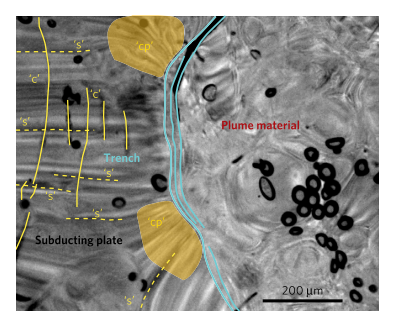 's' 'cp'
'c'
'c'
's'
Plume material
Trench
's'
's'
's'
'cp'
Subducting plate
's'
200 μm